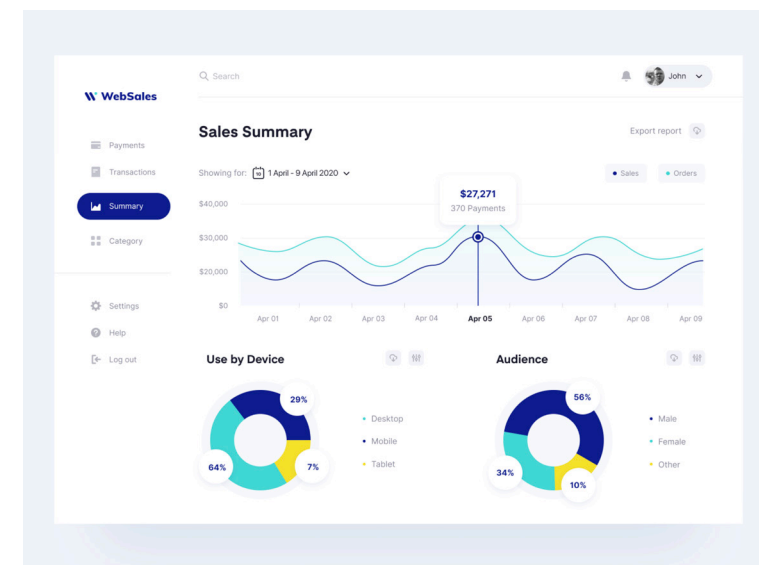 Search
John
WebSales
Sales Summary
Export report
Payments
Transactions
Summary
Category
Settings
Help
Log out
Showing for: 10 1 April - 9 April 2020
Sales
Orders
$27,271
370 Payments
$40,000
$30,000
$20,000
$0
Apr 01 Apr 02 Apr 03 Apr 04 Apr 05 Apr 06 Apr 07 Apr 08 Apr 09
Use by Device
29%
64%
7%
Desktop
Mobile
Tablet
Audience
56%
34%
10%
Male
Female
Other